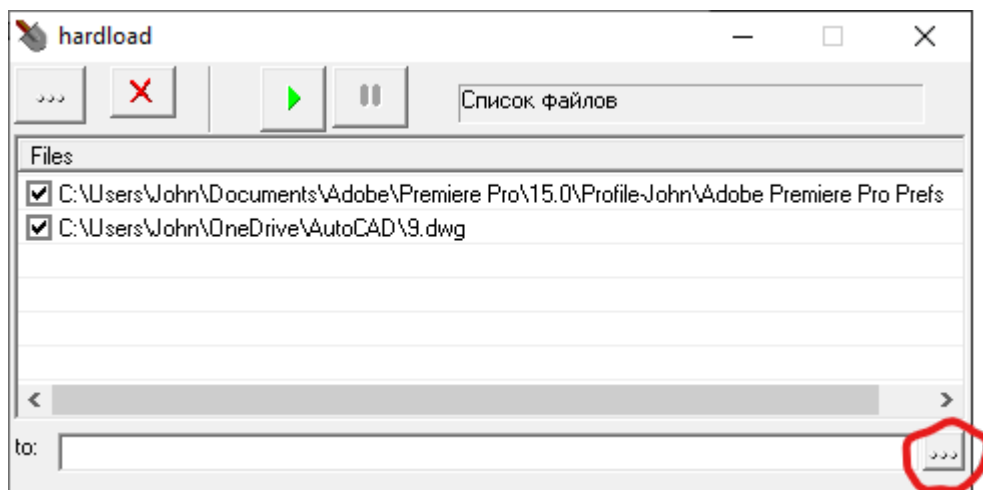 hardload
Список файлов
Files
C:\Users\John\Documents\Adobe\Premiere Pro\15.0\Profile-John\Adobe Premiere Pro Prefs
C:\Users\John\OneDrive\AutoCAD\9.dwg
to: